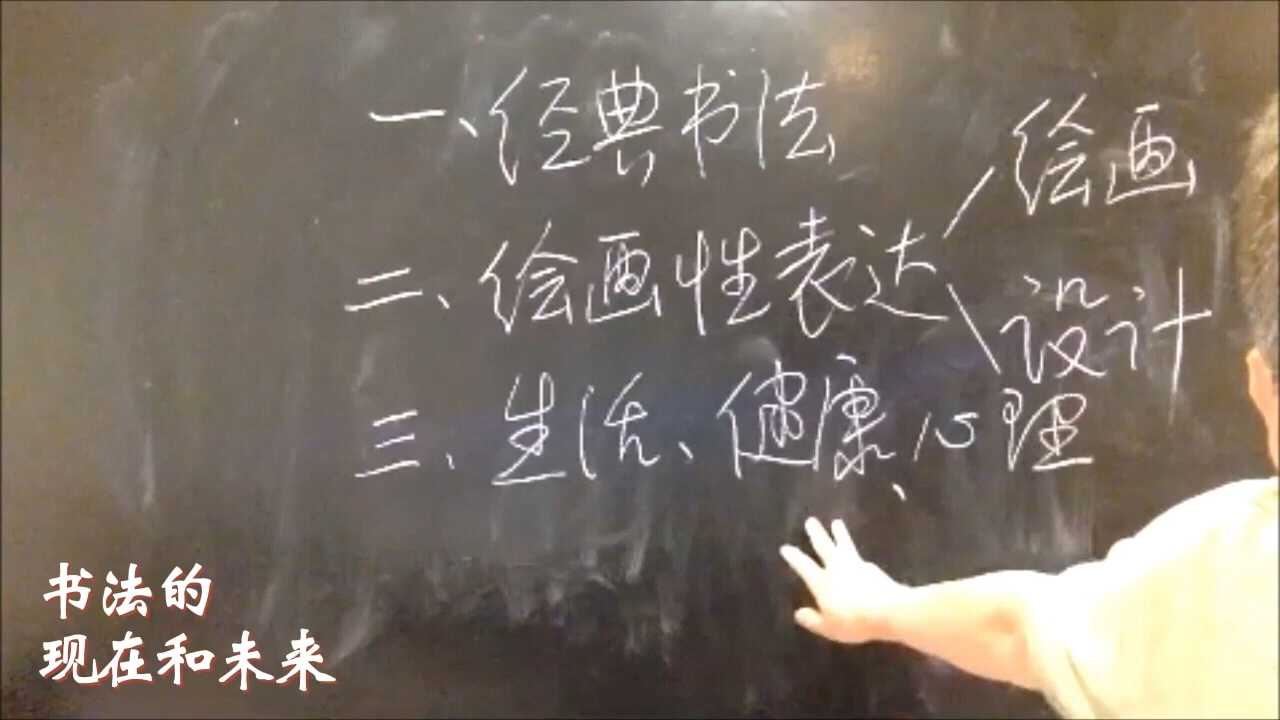 一、经典书法
二、绘画性表达
绘画
设计
三、生活、健康、心理
书法的
现在和未来